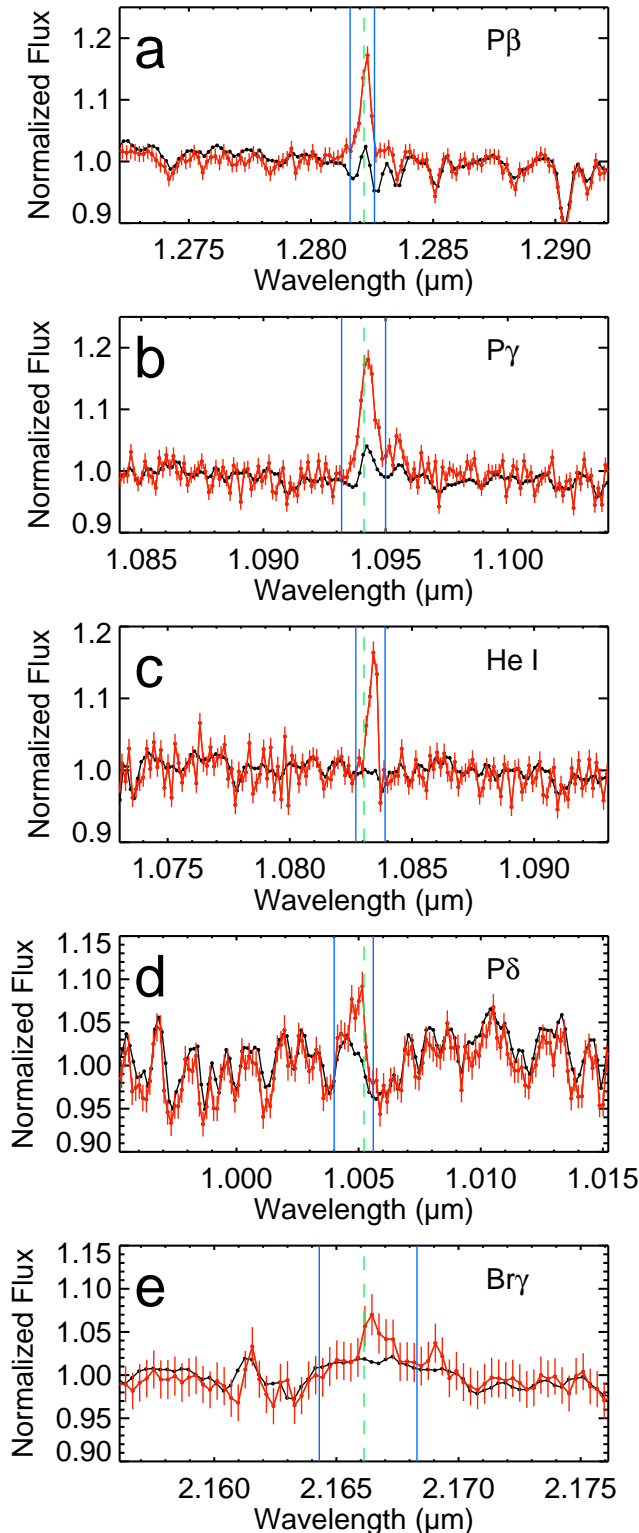 a
Pβ
1.2
1.1
1.0
0.9
Normalized Flux
1.275 1.280 1.285 1.290
Wavelength (μm)
b
Pγ
1.2
1.1
1.0
0.9
Normalized Flux
1.085 1.090 1.095 1.100
Wavelength (μm)
c
He I
1.2
1.1
1.0
0.9
Normalized Flux
1.075 1.080 1.085 1.090
Wavelength (μm)
d
Pδ
1.15
1.10
1.05
1.00
0.95
0.90
Normalized Flux
1.000 1.005 1.010 1.015
Wavelength (μm)
e
Brγ
1.15
1.10
1.05
1.00
0.95
0.90
Normalized Flux
2.160 2.165 2.170 2.175
Wavelength (μm)